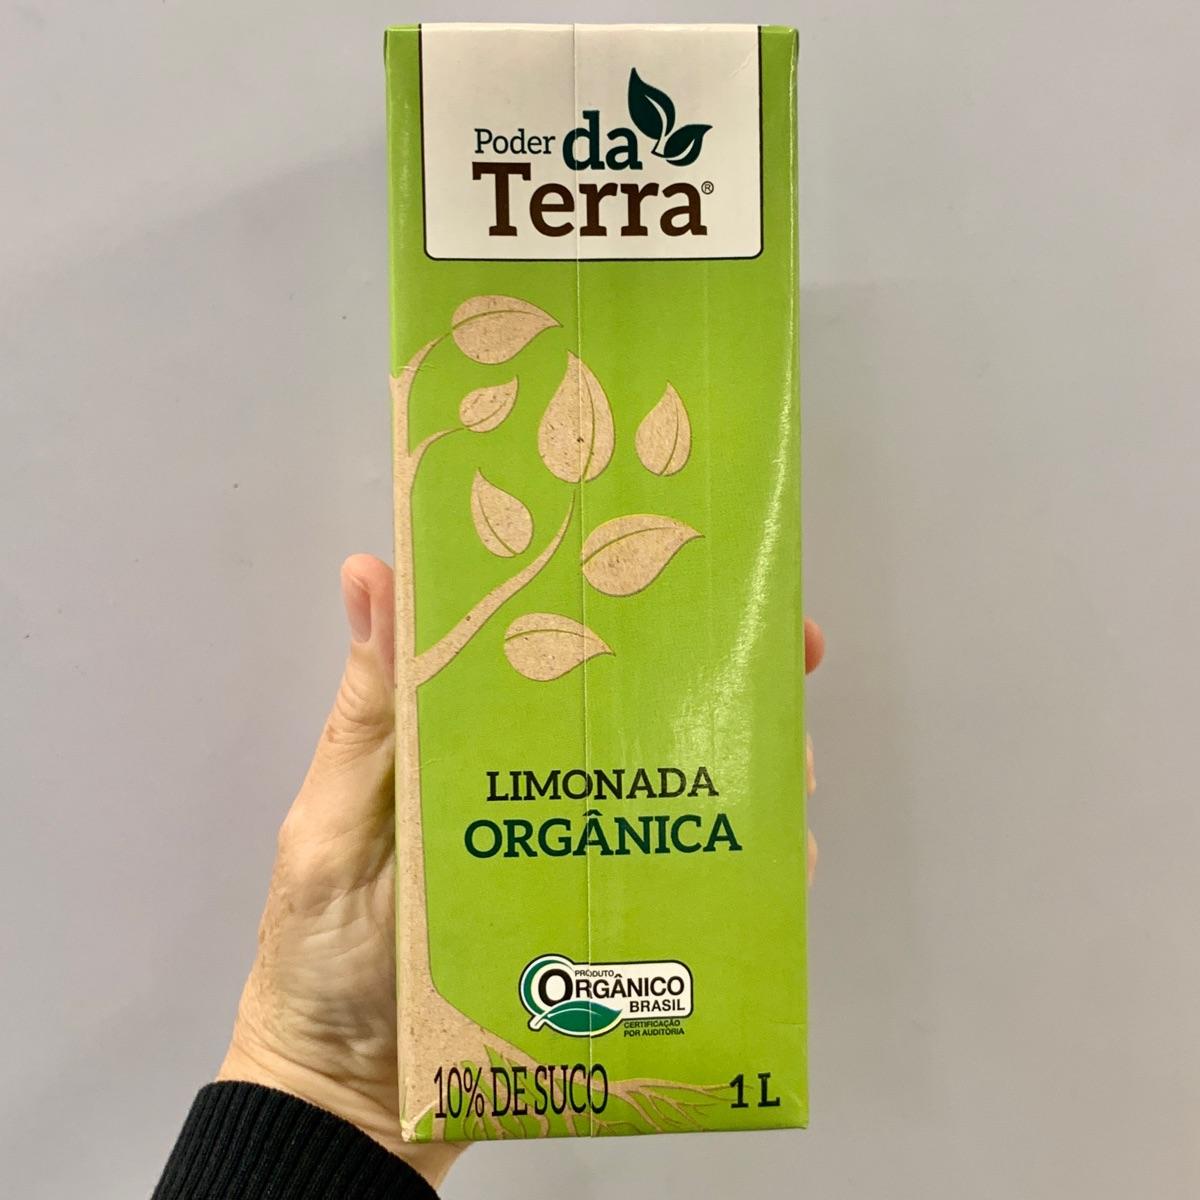 Poder da
Terra®
LIMONADA
ORGÂNICA
PRODUTO
ORGÂNICO
BRASIL
CERTIFICAÇÃO
POR AUDITORIA
10% DE SUCO
1 L